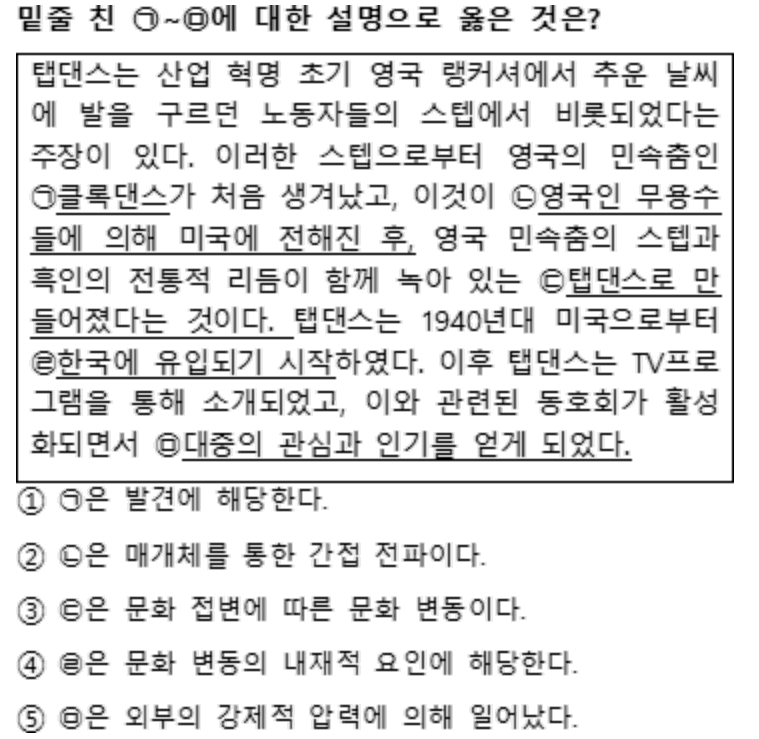 밑줄 친 ㉠~㉤에 대한 설명으로 옳은 것은?
탭댄스는 산업 혁명 초기 영국 랭커셔에서 추운 날씨
에 발을 구르던 노동자들의 스텝에서 비롯되었다는
주장이 있다. 이러한 스텝으로부터 영국의 민속춤인
㉠클록댄스가 처음 생겨났고, 이것이 ㉡영국인 무용수
들에 의해 미국에 전해진 후, 영국 민속춤의 스텝과
흑인의 전통적 리듬이 함께 녹아 있는 ㉢탭댄스로 만
들어졌다는 것이다. 탭댄스는 1940년대 미국으로부터
㉣한국에 유입되기 시작하였다. 이후 탭댄스는 TV프로
그램을 통해 소개되었고, 이와 관련된 동호회가 활성
화되면서 ㉤대중의 관심과 인기를 얻게 되었다.
① ㉠은 발견에 해당한다.
② ㉡은 매개체를 통한 간접 전파이다.
③ ㉢은 문화 접변에 따른 문화 변동이다.
④ ㉣은 문화 변동의 내재적 요인에 해당한다.
⑤ ㉤은 외부의 강제적 압력에 의해 일어났다.